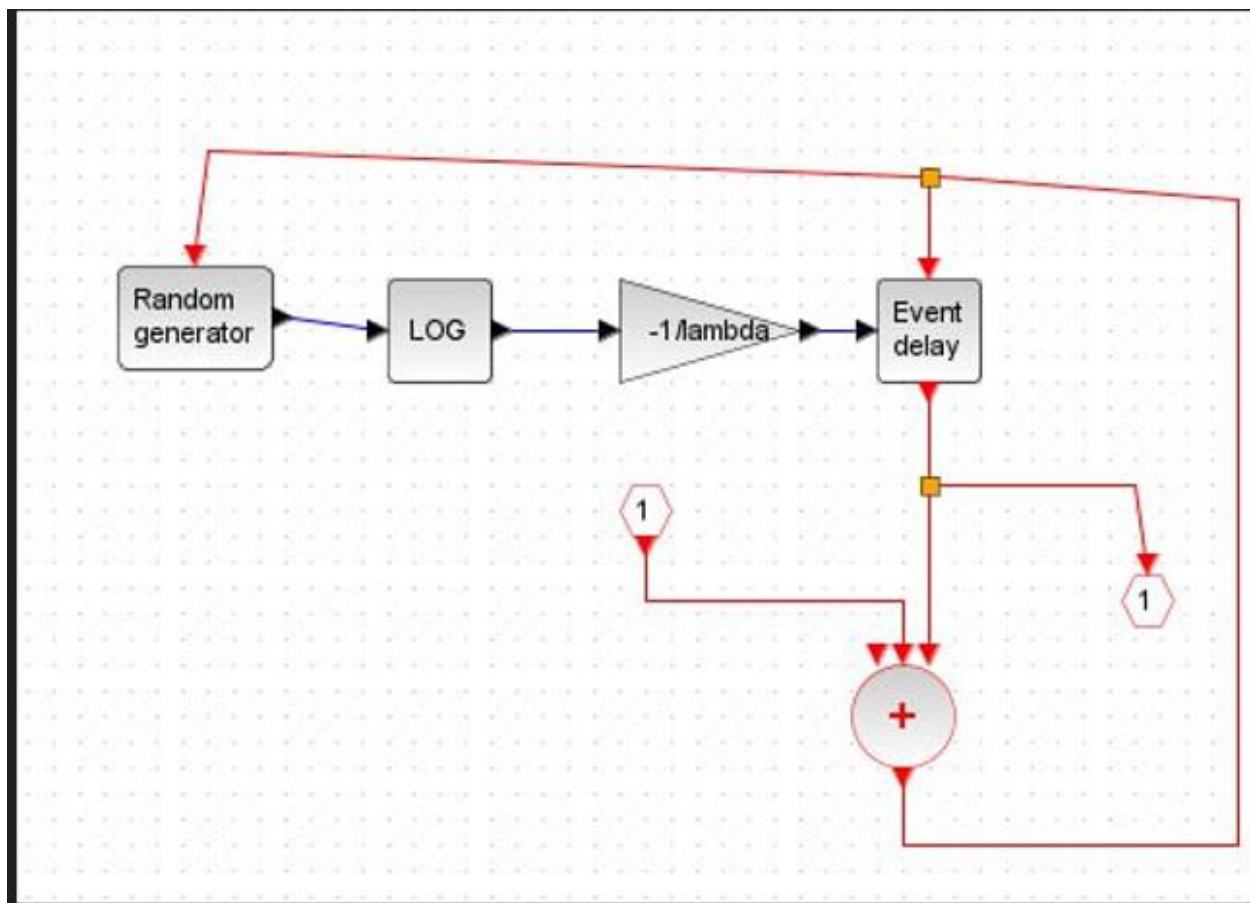 Random
generator
LOG
-1/lambda
Event
delay
1
1
+